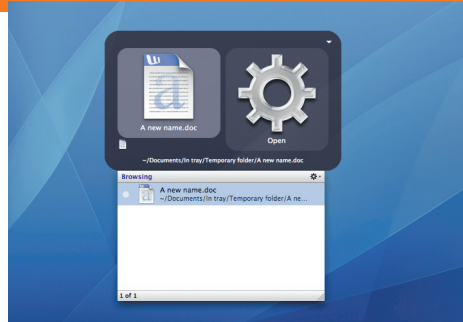 W
a
A new name.doc
Open
~/Documents/In tray/Temporary folder/A new name.doc
Browsing
A new name.doc
~/Documents/In tray/Temporary folder/A ne...
1 of 1